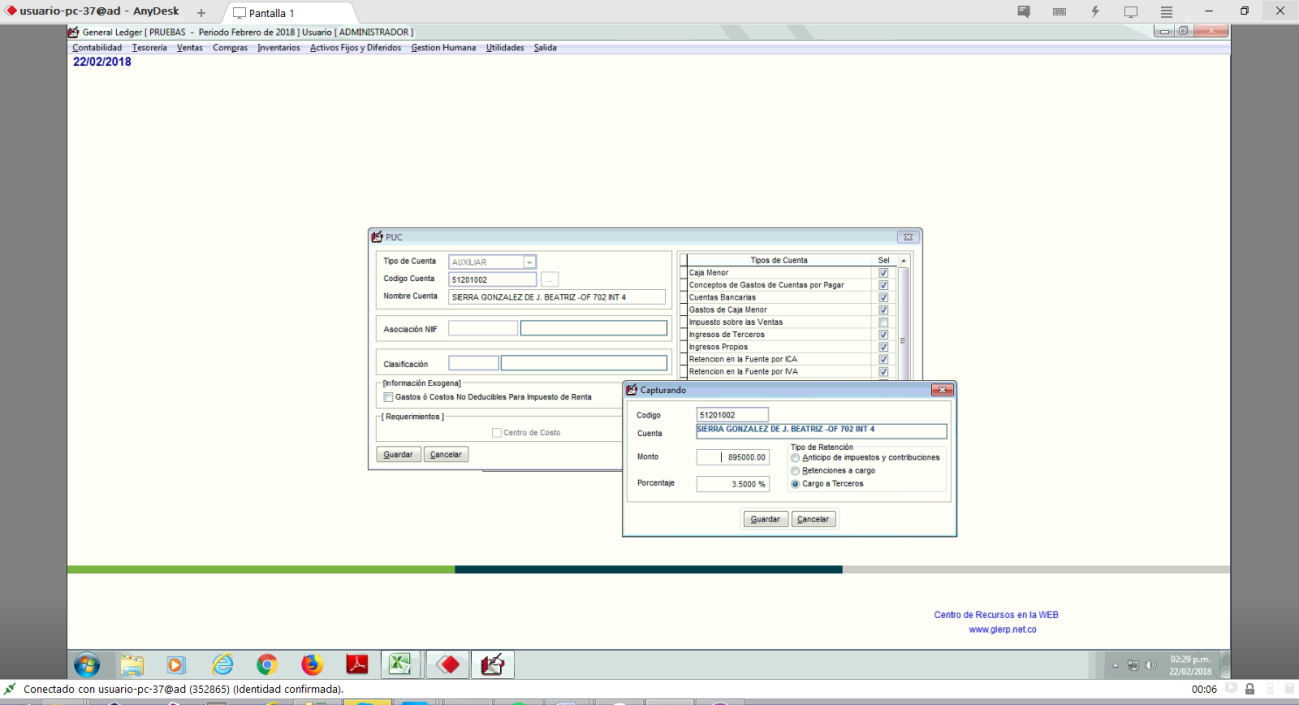 usuario-pc-37@ad - AnyDesk
Pantalla 1
General Ledger [ PRUEBAS - Periodo Febrero de 2018 ] Usuario [ ADMINISTRADOR ]
Contabilidad Tesoreria Ventas Compras Inventarios Activos Fijos y Diferidos Gestion Humana Utilidades Salida
22/02/2018
PUC
Tipo de Cuenta AUXILIAR
Codigo Cuenta 51201002 ...
Nombre Cuenta SIERRA GONZALEZ DE J. BEATRIZ -OF 702 INT 4
Asociación NIIF
Clasificación
[Información Exogena]
Gastos ó Costos No Deducibles Para Impuesto de Renta
[ Requerimientos ]
Centro de Costo
Guardar Cancelar
Tipos de Cuenta Sel
Caja Menor
Conceptos de Gastos de Cuentas por Pagar
Cuentas Bancarias
Gastos de Caja Menor
Impuesto sobre las Ventas
Ingresos de Terceros
Ingresos Propios
Retencion en la Fuente por ICA
Retencion en la Fuente por IVA
Capturando
Codigo 51201002
Cuenta SIERRA GONZALEZ DE J. BEATRIZ -OF 702 INT 4
Monto 895000.00
Porcentaje 3.5000 %
Tipo de Retención
Anticipo de impuestos y contribuciones
Retenciones a cargo
Cargo a Terceros
Guardar Cancelar
Centro de Recursos en la WEB
www.glerp.net.co
02:29 p.m.
22/02/2018
Conectado con usuario-pc-37@ad (352865) (Identidad confirmada).
00:06